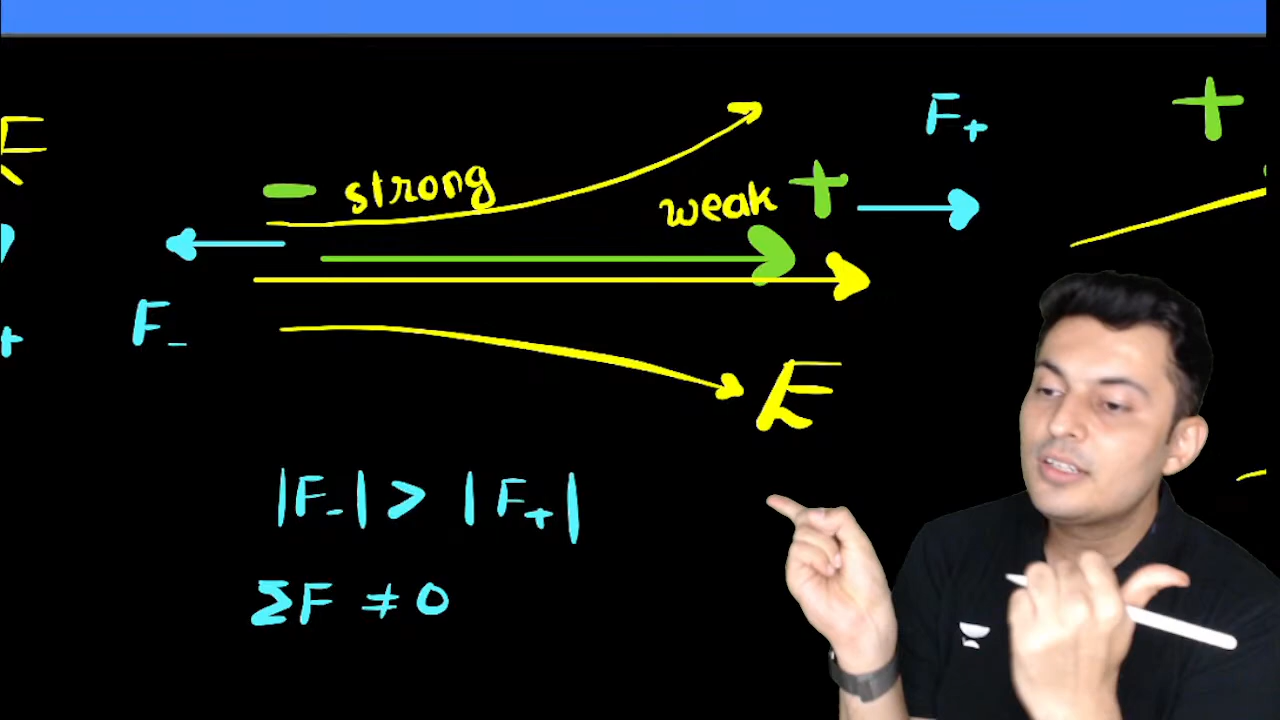 E
F₊
+
− strong
weak +
F₋
E
|F₋| > |F₊|
ΣF ≠ 0
+